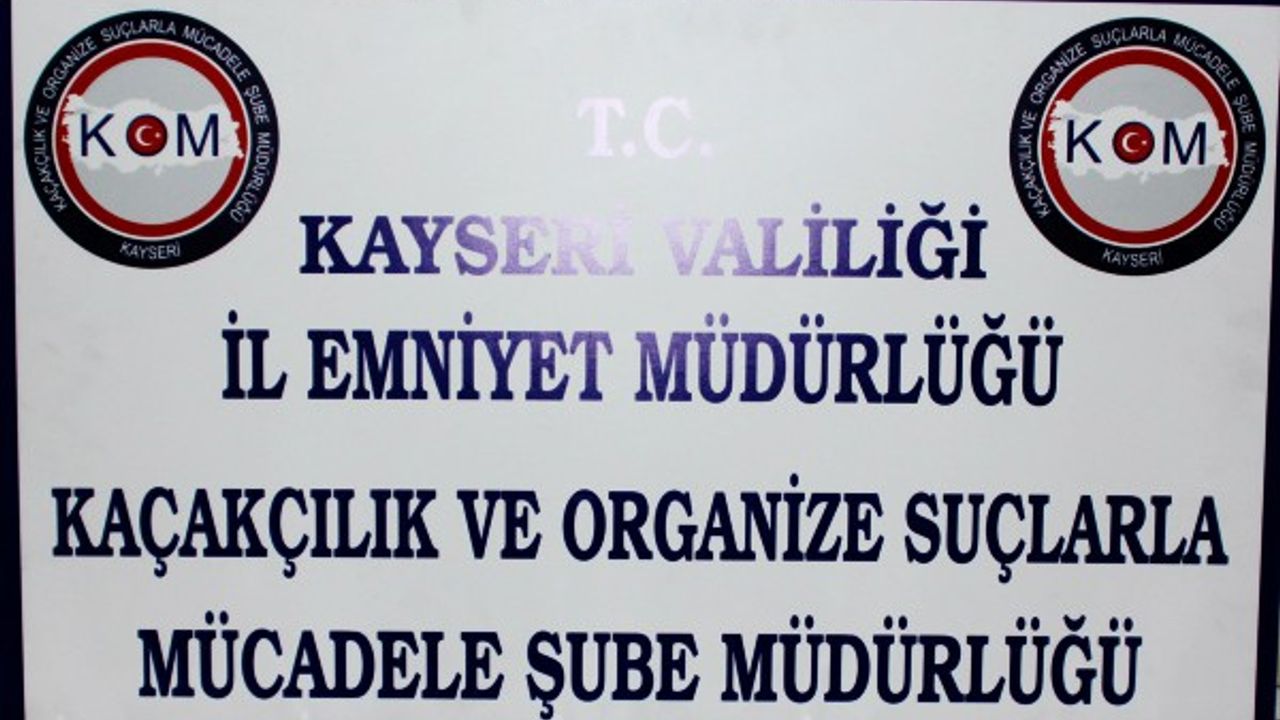 KAÇAKÇILIK VE ORGANİZE SUÇLARLA MÜCADELE ŞUBE MÜDÜRLÜĞÜ
KOM
KAYSERİ
KAÇAKÇILIK VE ORGANİZE SUÇLARLA MÜCADELE ŞUBE MÜDÜRLÜĞÜ
KOM
KAYSERİ
T.C.
KAYSERİ VALİLİĞİ
İL EMNİYET MÜDÜRLÜĞÜ
KAÇAKÇILIK VE ORGANİZE SUÇLARLA
MÜCADELE ŞUBE MÜDÜRLÜĞÜ